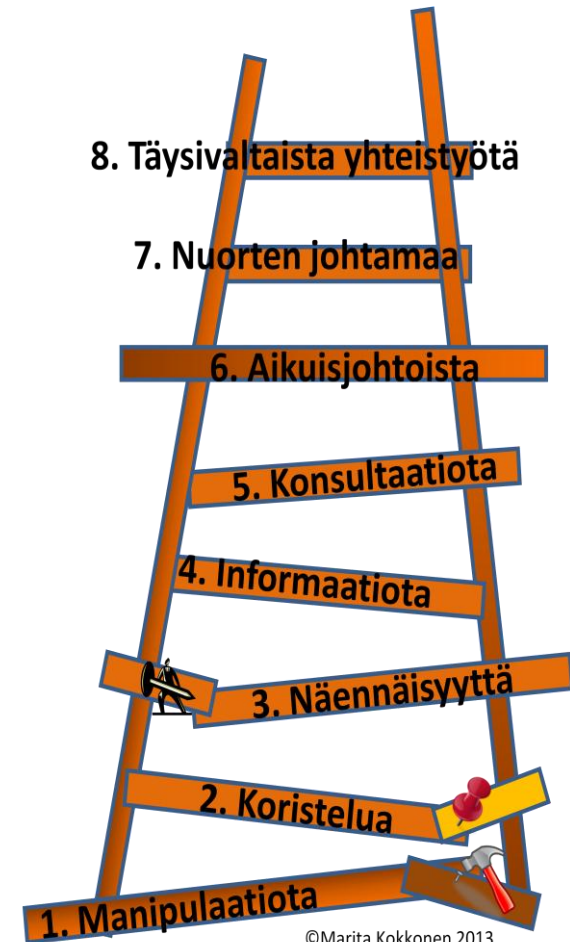 8. Täysivaltaista yhteistyötä
7. Nuorten johtamaa
6. Aikuisjohtoista
5. Konsultaatiota
4. Informaatiota
3. Näennäisyyttä
2. Koristelua
1. Manipulaatiota
©Marita Kokkonen 2013